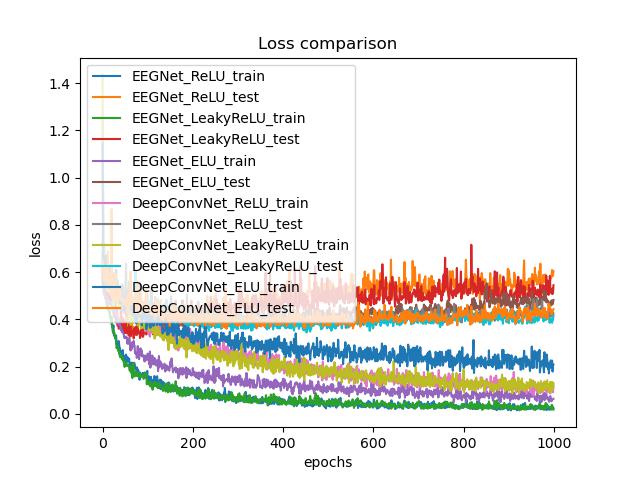 Loss comparison
1.4
1.2
1.0
0.8
0.6
0.4
0.2
0.0
loss
EEGNet_ReLU_train
EEGNet_ReLU_test
EEGNet_LeakyReLU_train
EEGNet_LeakyReLU_test
EEGNet_ELU_train
EEGNet_ELU_test
DeepConvNet_ReLU_train
DeepConvNet_ReLU_test
DeepConvNet_LeakyReLU_train
DeepConvNet_LeakyReLU_test
DeepConvNet_ELU_train
DeepConvNet_ELU_test
0 200 400 600 800 1000
epochs